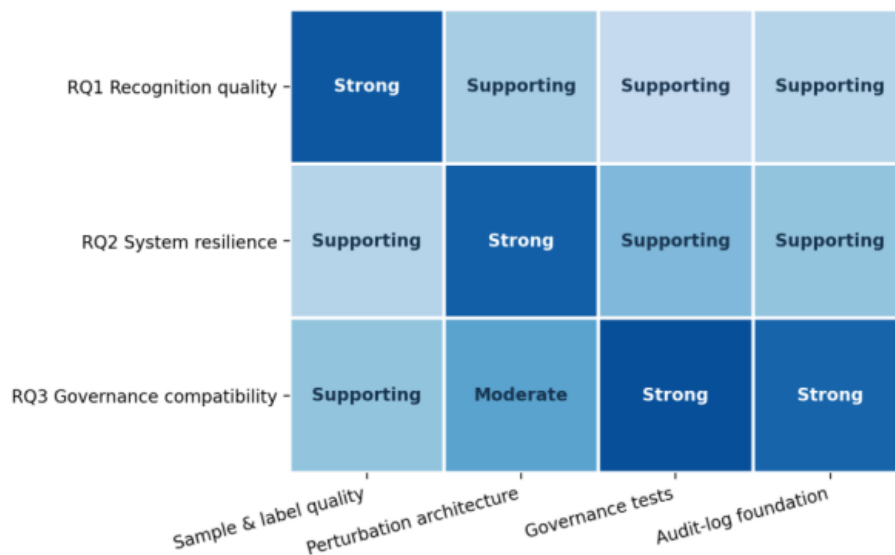 RQ1 Recognition quality
Strong
Supporting
Supporting
Supporting
RQ2 System resilience
Supporting
Strong
Supporting
Supporting
RQ3 Governance compatibility
Supporting
Moderate
Strong
Strong
Sample & label quality
Perturbation architecture
Governance tests
Audit-log foundation